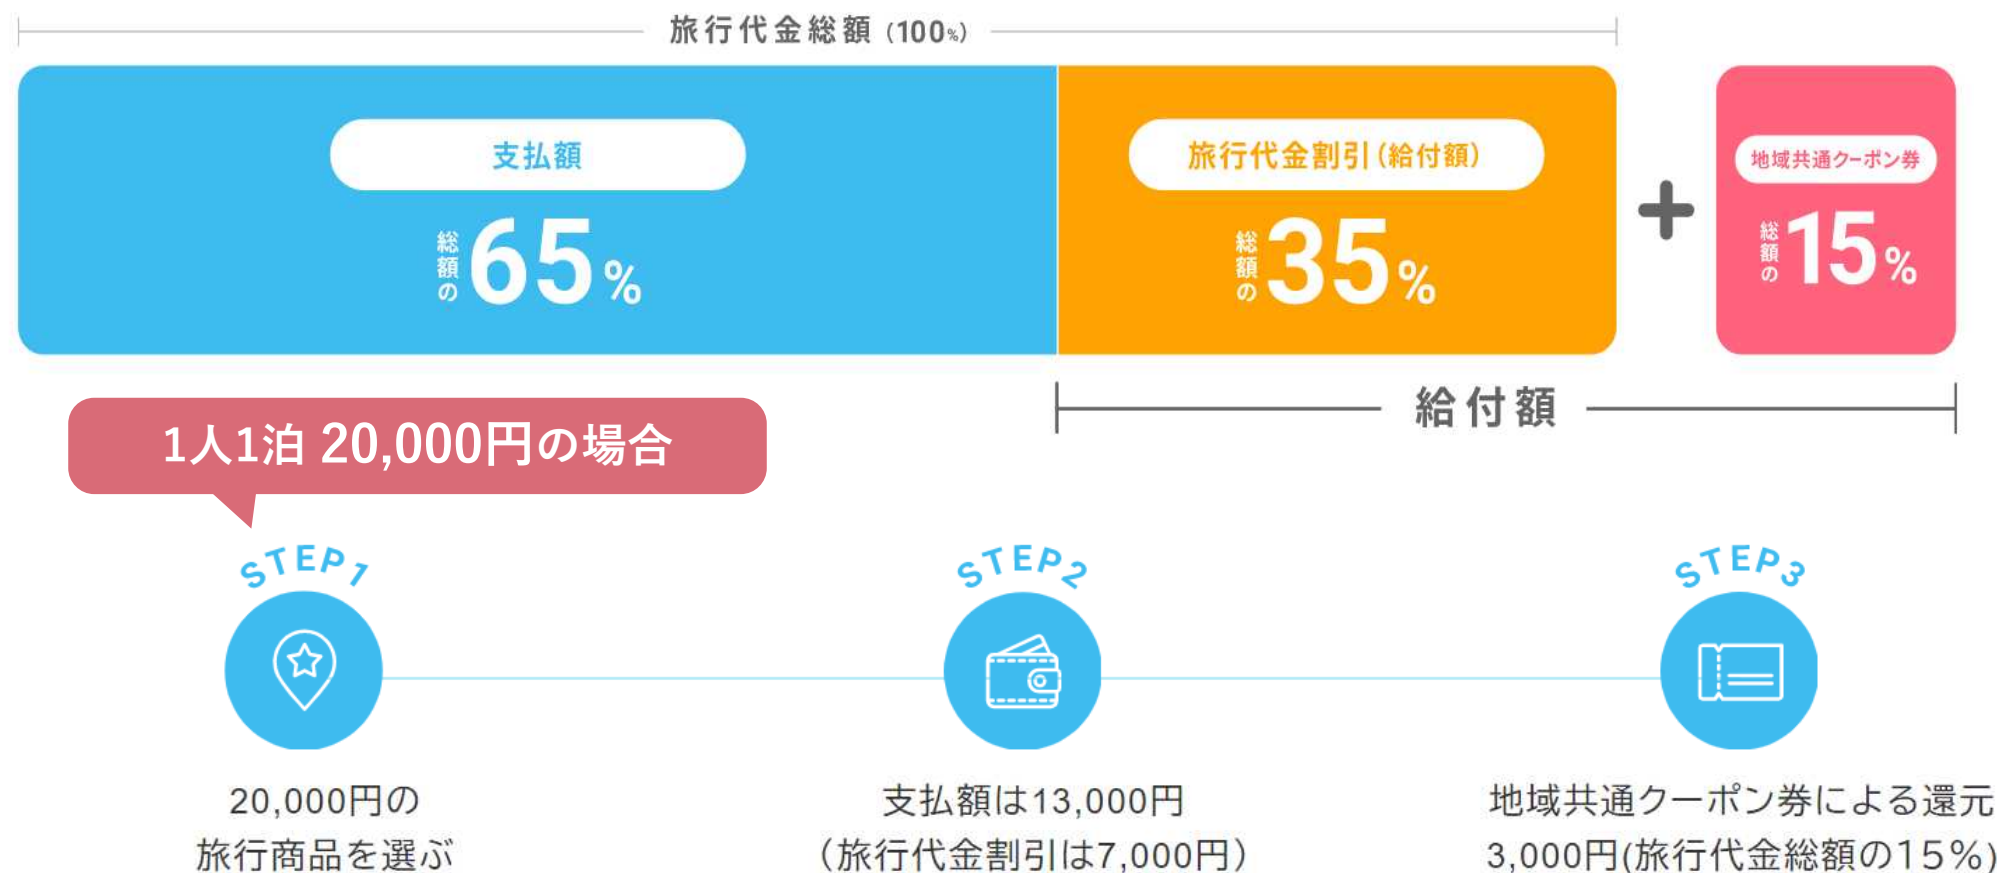 旅行代金総額（100%）
支払額
総額の65%
旅行代金割引（給付額）
総額の35%
+
地域共通クーポン券
総額の15%
給付額
1人1泊 20,000円の場合
STEP1
20,000円の
旅行商品を選ぶ
STEP2
支払額は13,000円
（旅行代金割引は7,000円）
STEP3
地域共通クーポン券による還元
3,000円(旅行代金総額の15%)